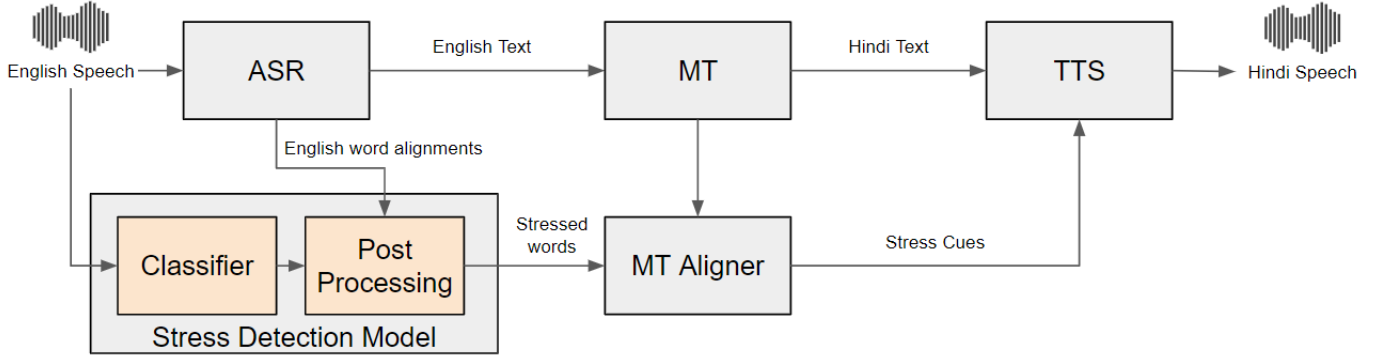 English Speech
ASR
English Text
MT
Hindi Text
TTS
Hindi Speech
English word alignments
Classifier
Post
Processing
Stress Detection Model
Stressed
words
MT Aligner
Stress Cues